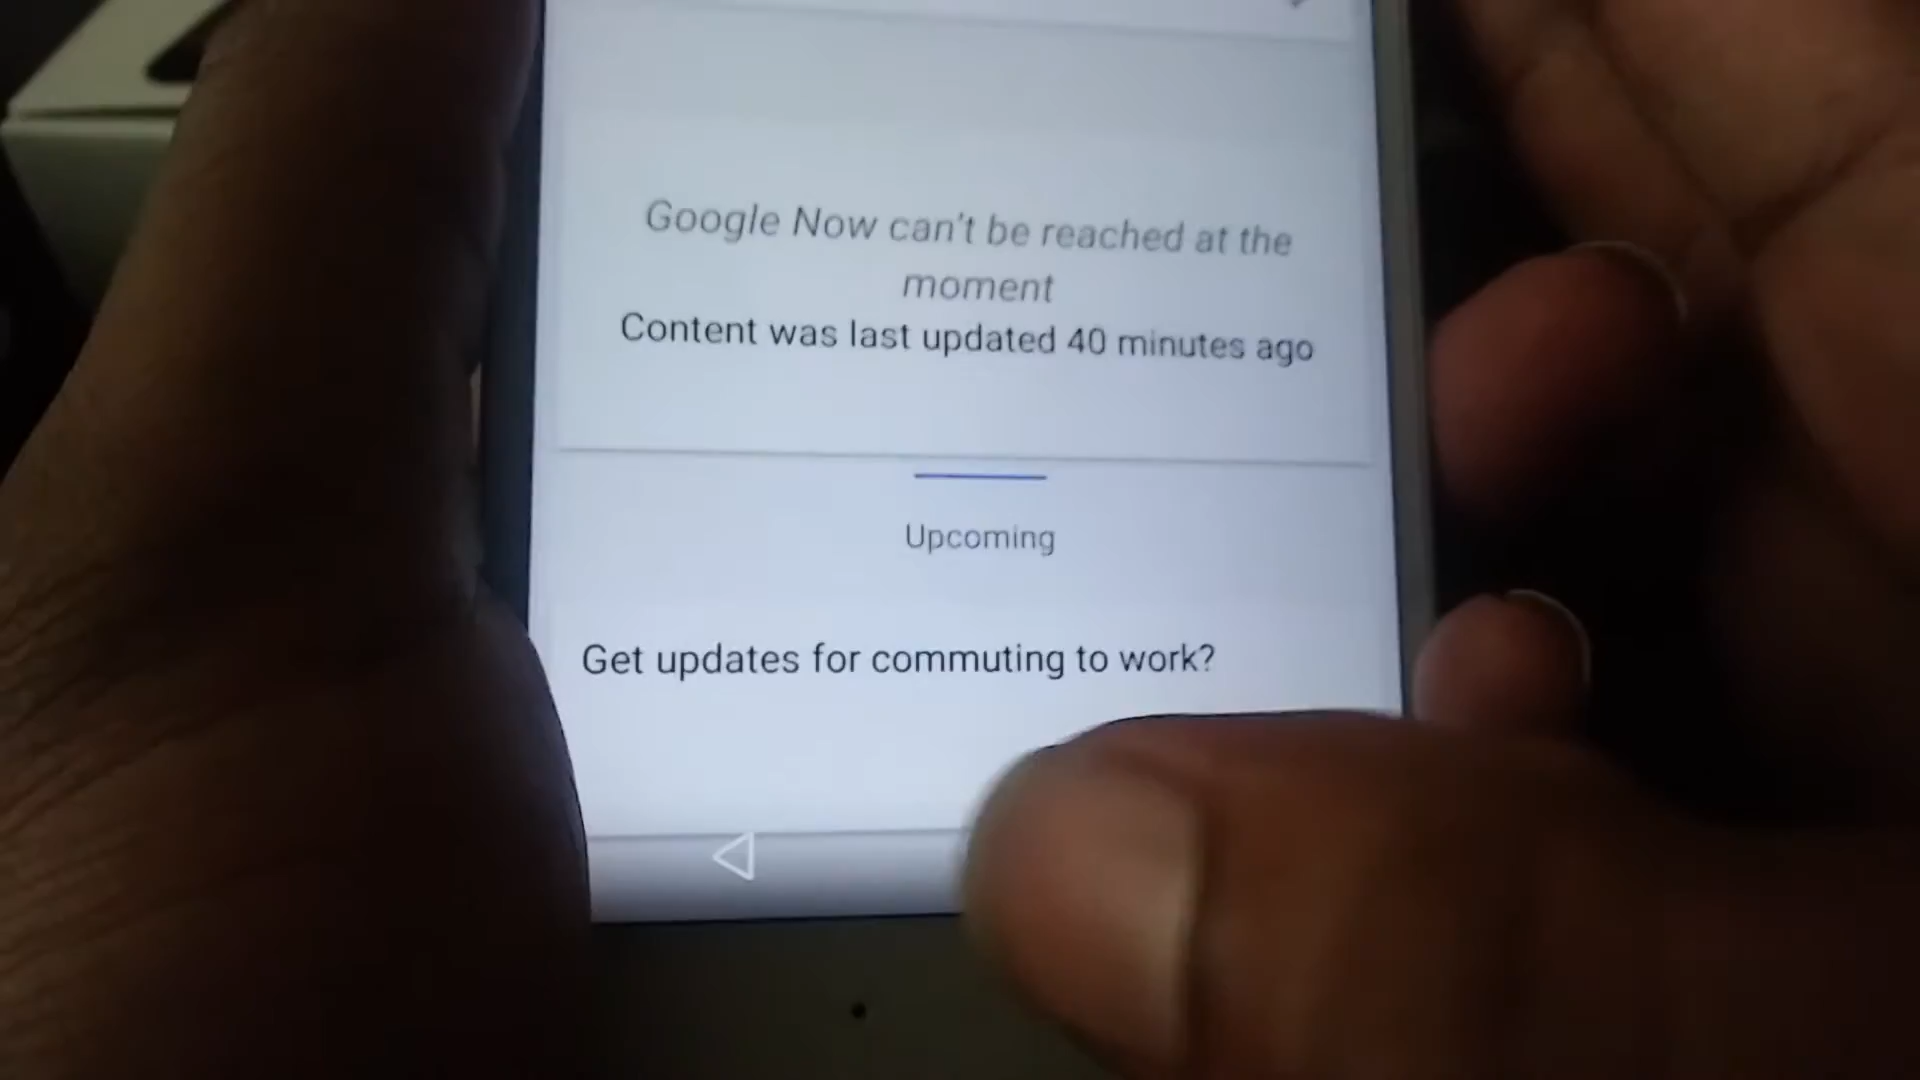 Google Now can't be reached at the
moment
Content was last updated 40 minutes ago
Upcoming
Get updates for commuting to work?